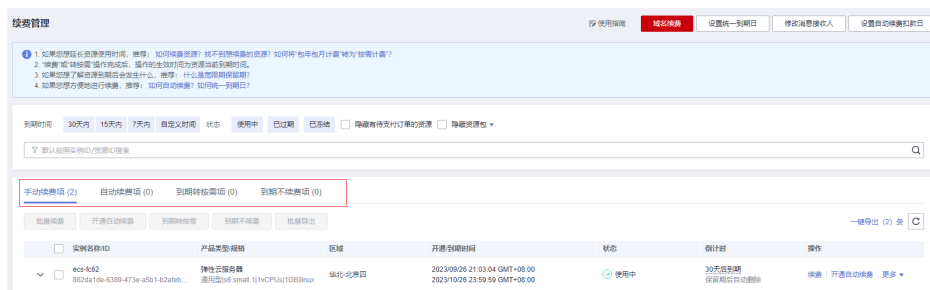 续费管理
使用指南 域名续费 设置统一到期日 修改消息接收人 设置自动续费扣款日
1. 如果您想延长资源使用时间，推荐：如何续费资源？找不到想续费的资源？如何将"包年包月计费"转为"按需计费"？
2. "续费"或"转按需"操作完成后，操作的生效时间为资源当前到期时间。
3. 如果您想了解资源到期后会发生什么，推荐：什么是宽限期保留期？
4. 如果您想方便地进行续费，推荐：如何自动续费？如何统一到期日？
到期时间 30天内 15天内 7天内 自定义时间 状态 使用中 已过期 已冻结 隐藏有待支付订单的资源 隐藏资源包
默认按照实例ID/资源ID搜索
手动续费项 (2) 自动续费项 (0) 到期转按需项 (0) 到期不续费项 (0)
批量续费 开通自动续费 到期转按需 到期不续费 批量导出 一键导出 (2) 条
实例名称/ID 产品类型/规格 区域 开通/到期时间 状态 倒计时 操作
ecs-fc62 弹性云服务器 华北-北京四 2023/09/26 21:03:04 GMT+08:00 使用中 30天后到期 续费 开通自动续费 更多
862da1de-6389-473e-a5b1-b2afeb... 通用型|s6.small.1|1vCPUs|1GB|linux 2023/10/26 23:59:59 GMT+08:00 保留期后自动删除